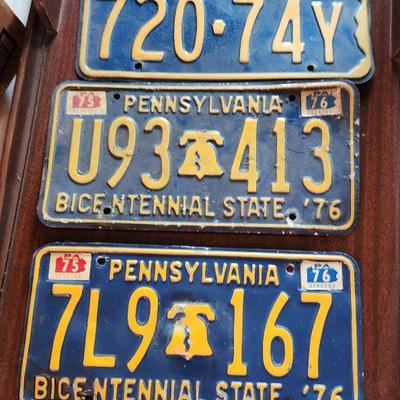 720·74Y
PA 75 PENNSYLVANIA PA 76
U93 413
BICENTENNIAL STATE '76
PA 75 PENNSYLVANIA PA 76
7L9 167
BICENTENNIAL STATE '76